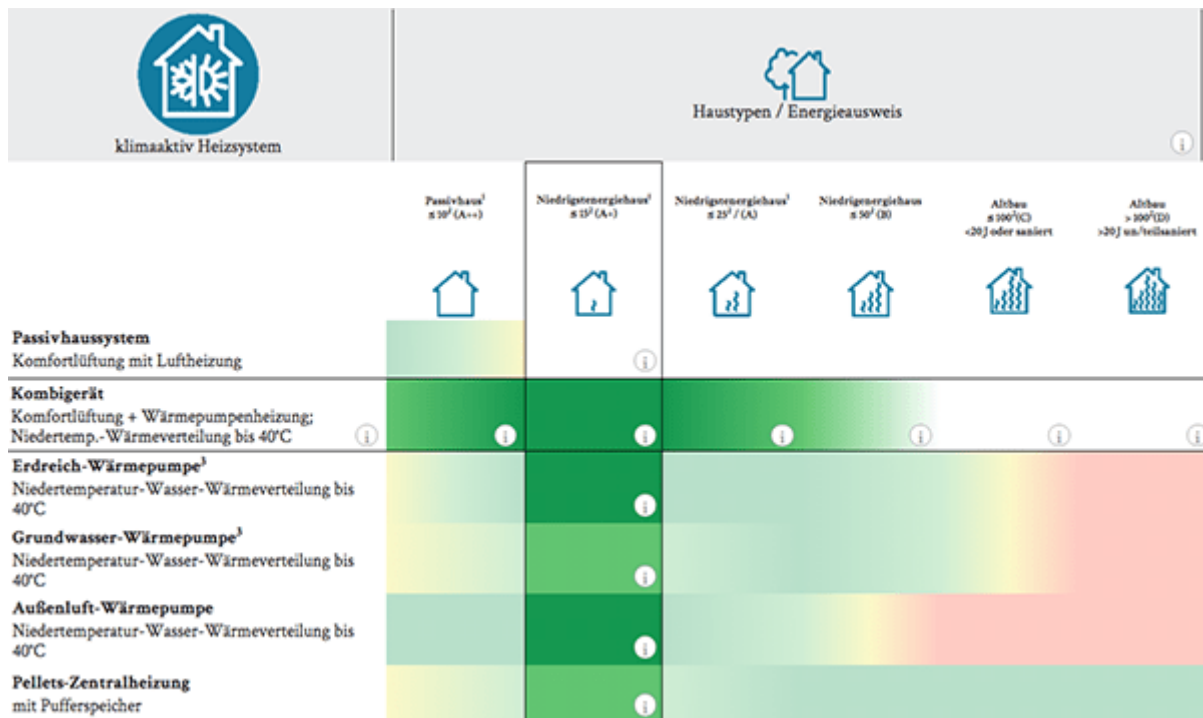 klimaaktiv Heizsystem
Haustypen / Energieausweis
i
Passivhaus¹
≤ 10² (A++)
Niedrigstenergiehaus¹
≤ 15² (A+)
Niedrigstenergiehaus¹
≤ 25² / (A)
Niedrigenergiehaus
≤ 50² (B)
Altbau
≤ 100²(C)
<20 J oder saniert
Altbau
> 100²(D)
>20 J un/teilsaniert
Passivhaussystem
Komfortlüftung mit Luftheizung
i
Kombigerät
Komfortlüftung + Wärmepumpenheizung;
Niedertemp.-Wärmeverteilung bis 40°C
i i i i i i i
Erdreich-Wärmepumpe³
Niedertemperatur-Wasser-Wärmeverteilung bis
40°C
i
Grundwasser-Wärmepumpe³
Niedertemperatur-Wasser-Wärmeverteilung bis
40°C
i
Außenluft-Wärmepumpe
Niedertemperatur-Wasser-Wärmeverteilung bis
40°C
i
Pellets-Zentralheizung
mit Pufferspeicher
i